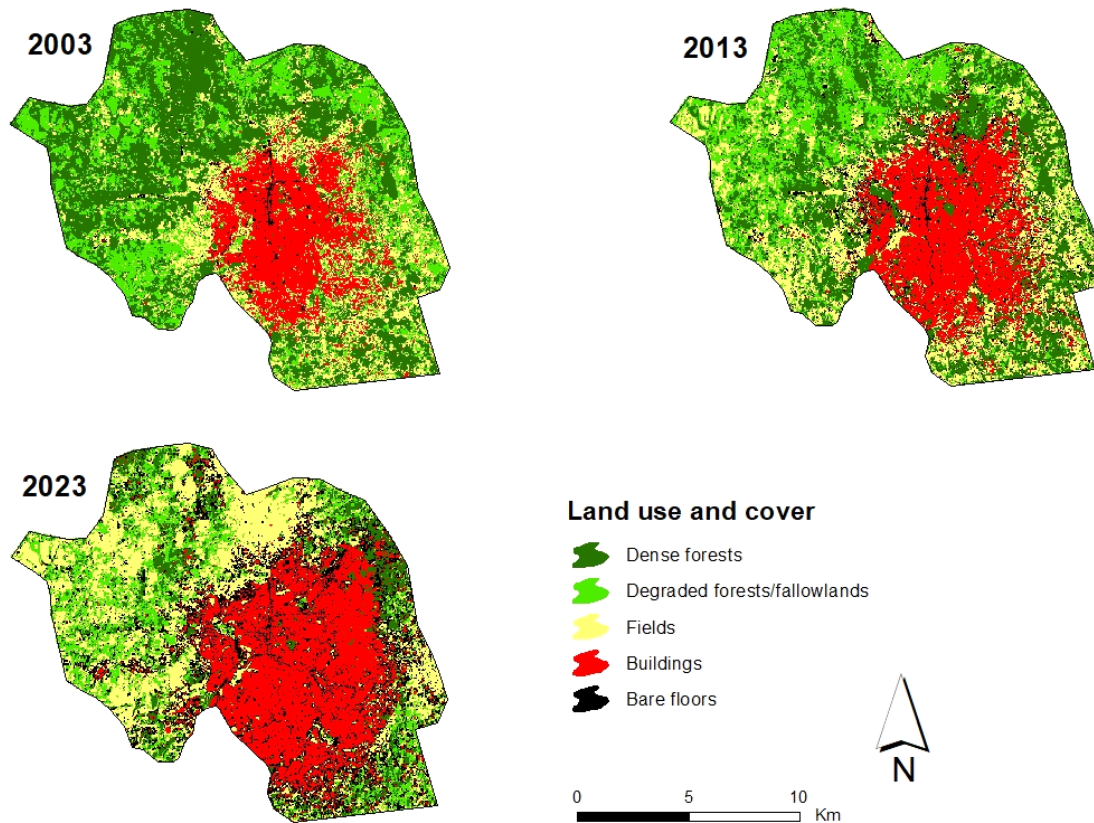 2003
2013
2023
Land use and cover
Dense forests
Degraded forests/fallowlands
Fields
Buildings
Bare floors
N
0 5 10
Km